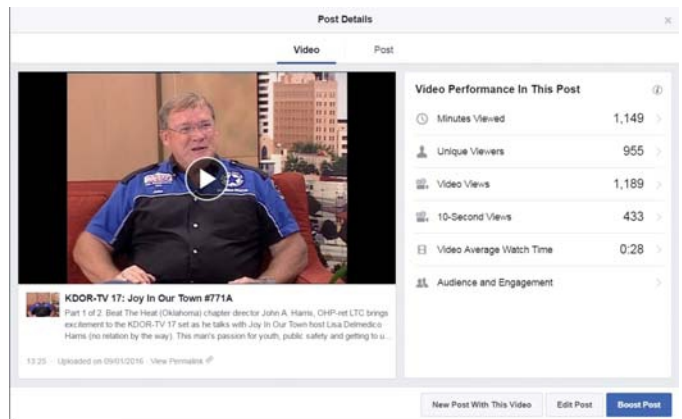 Post Details
Video Post
Video Performance In This Post
Minutes Viewed 1,149
Unique Viewers 955
Video Views 1,189
10-Second Views 433
Video Average Watch Time 0:28
Audience and Engagement
KDOR-TV 17: Joy In Our Town #771A
Part 1 of 2. Beat The Heat (Oklahoma) chapter director John A. Harris, OHP-ret LTC brings
excitement to the KDOR-TV 17 set as he talks with Joy In Our Town host Lisa Delmedico
Harris (no relation by the way). This man's passion for youth, public safety and getting to u...
13:25 · Uploaded on 09/01/2016 · View Permalink
New Post With This Video Edit Post Boost Post